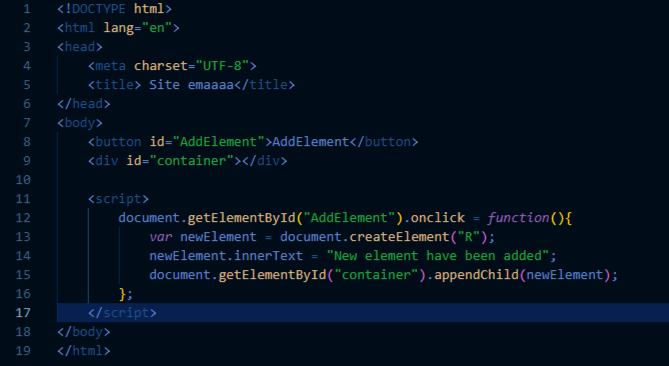 1 <!DOCTYPE html>
2 <html lang="en">
3 <head>
4     <meta charset="UTF-8">
5     <title> Site emaaaa</title>
6 </head>
7 <body>
8     <button id="AddElement">AddElement</button>
9     <div id="container"></div>
10
11     <script>
12         document.getElementById("AddElement").onclick = function(){
13             var newElement = document.createElement("R");
14             newElement.innerText = "New element have been added";
15             document.getElementById("container").appendChild(newElement);
16         };
17     </script>
18 </body>
19 </html>